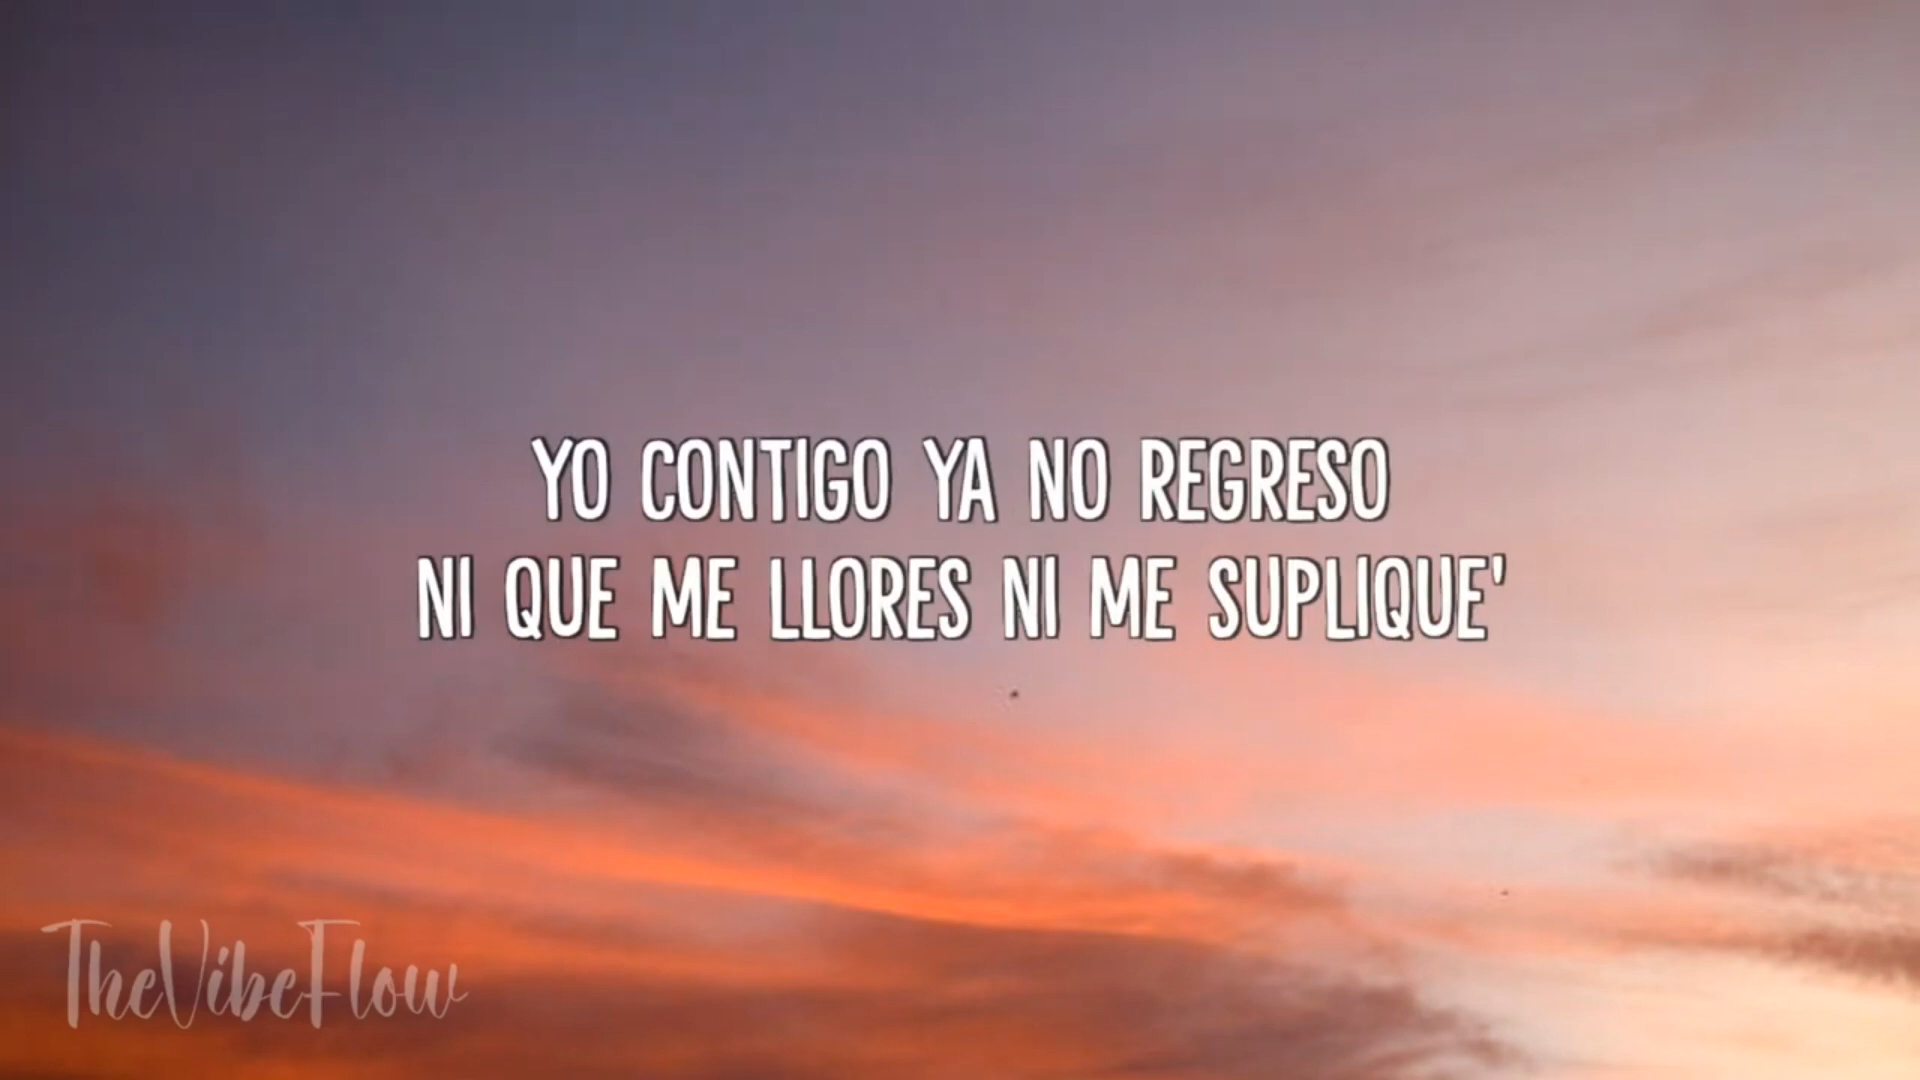 YO CONTIGO YA NO REGRESO
NI QUE ME LLORES NI ME SUPLIQUE'
TheVibeFlow